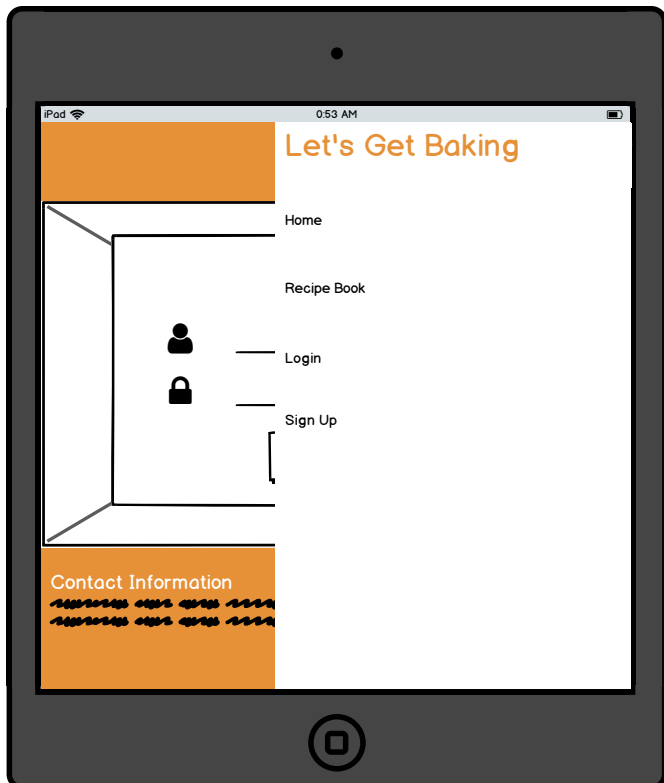 iPad 0:53 AM
Let's Get Baking
Home
Recipe Book
Login
Sign Up
Contact Information